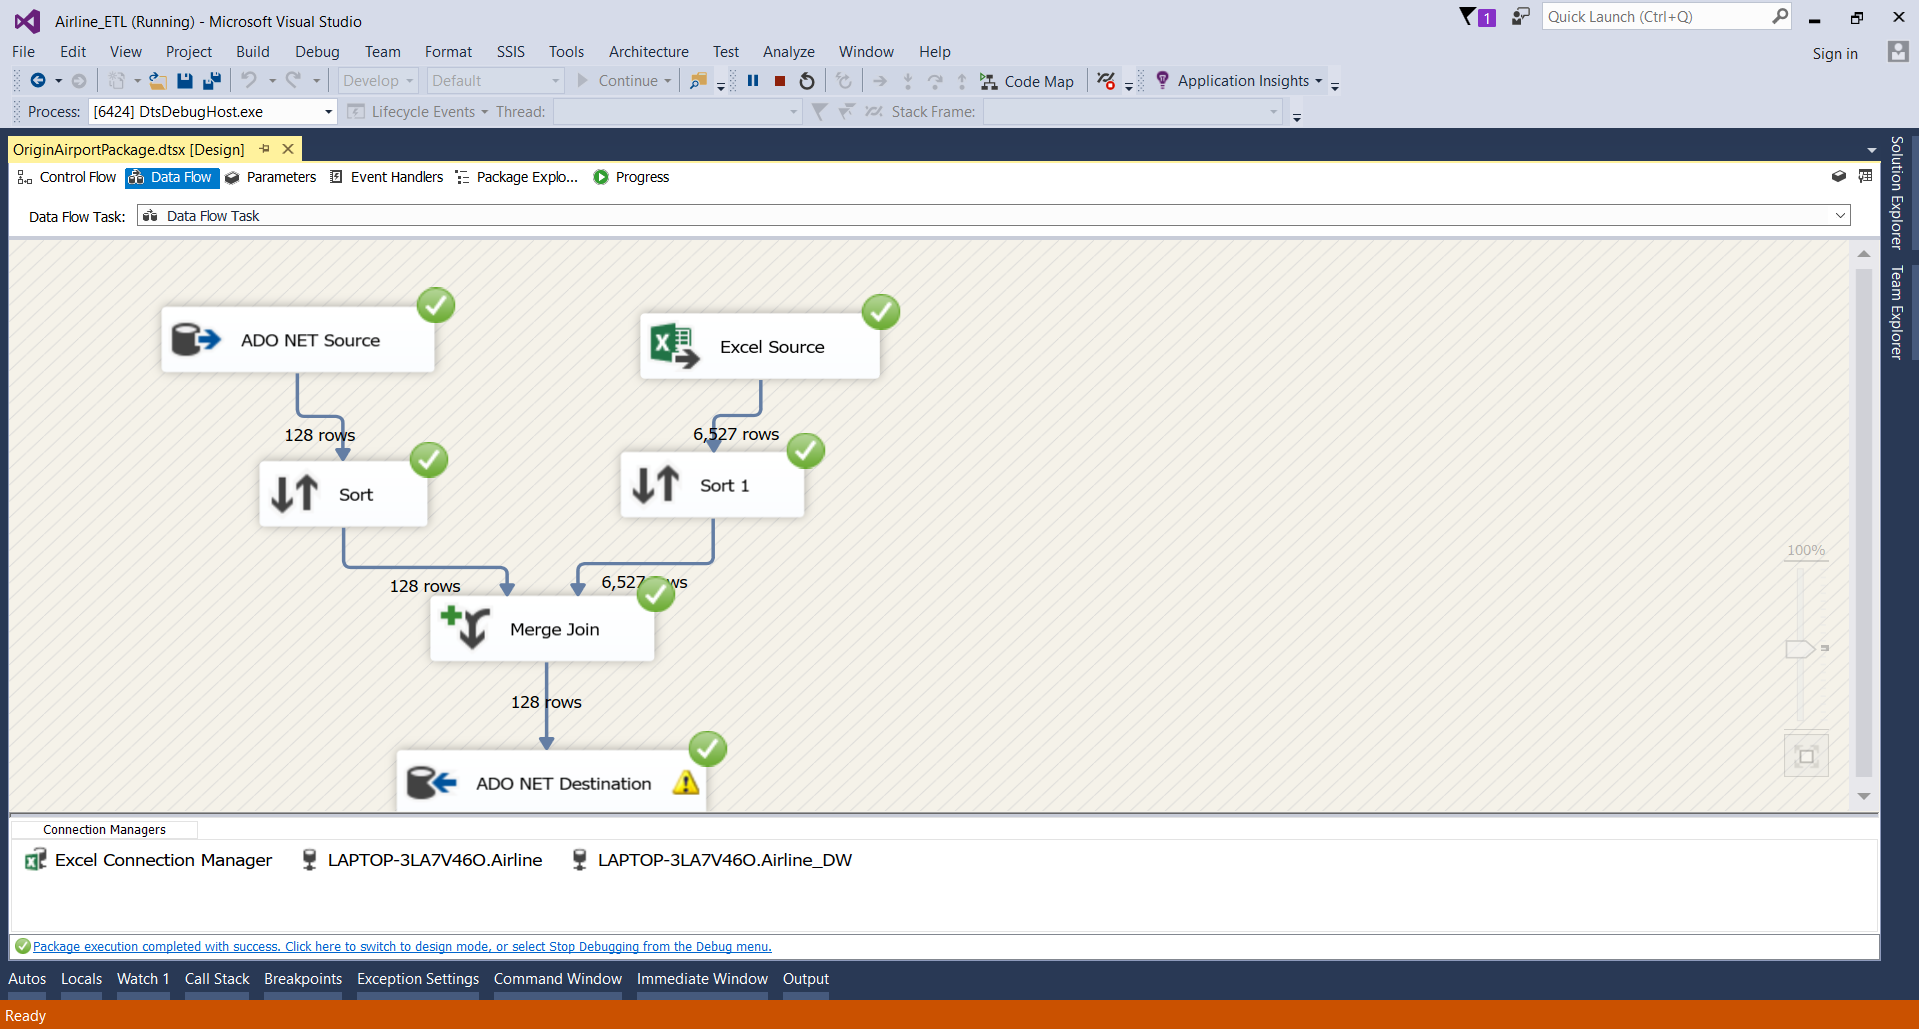 Airline_ETL (Running) - Microsoft Visual Studio
1
Quick Launch (Ctrl+Q)
File Edit View Project Build Debug Team Format SSIS Tools Architecture Test Analyze Window Help
Sign in
Develop Default Continue Code Map Application Insights
Process: [6424] DtsDebugHost.exe Lifecycle Events Thread: Stack Frame:
OriginAirportPackage.dtsx [Design]
Control Flow Data Flow Parameters Event Handlers Package Explo... Progress
Data Flow Task: Data Flow Task
Solution Explorer
Team Explorer
ADO NET Source
Excel Source
128 rows
6,527 rows
Sort
Sort 1
128 rows
6,527 rows
Merge Join
128 rows
ADO NET Destination
100%
Connection Managers
Excel Connection Manager LAPTOP-3LA7V46O.Airline LAPTOP-3LA7V46O.Airline_DW
Package execution completed with success. Click here to switch to design mode, or select Stop Debugging from the Debug menu.
Autos Locals Watch 1 Call Stack Breakpoints Exception Settings Command Window Immediate Window Output
Ready